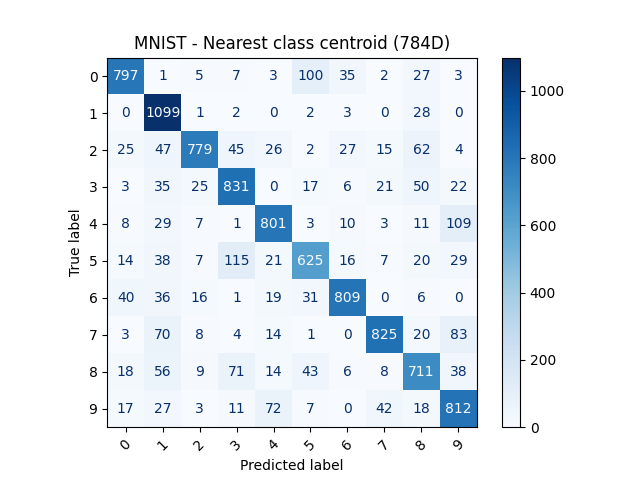 MNIST - Nearest class centroid (784D)
True label
0 797 1 5 7 3 100 35 2 27 3
1 0 1099 1 2 0 2 3 0 28 0
2 25 47 779 45 26 2 27 15 62 4
3 3 35 25 831 0 17 6 21 50 22
4 8 29 7 1 801 3 10 3 11 109
5 14 38 7 115 21 625 16 7 20 29
6 40 36 16 1 19 31 809 0 6 0
7 3 70 8 4 14 1 0 825 20 83
8 18 56 9 71 14 43 6 8 711 38
9 17 27 3 11 72 7 0 42 18 812
0 1 2 3 4 5 6 7 8 9
Predicted label
1000
800
600
400
200
0